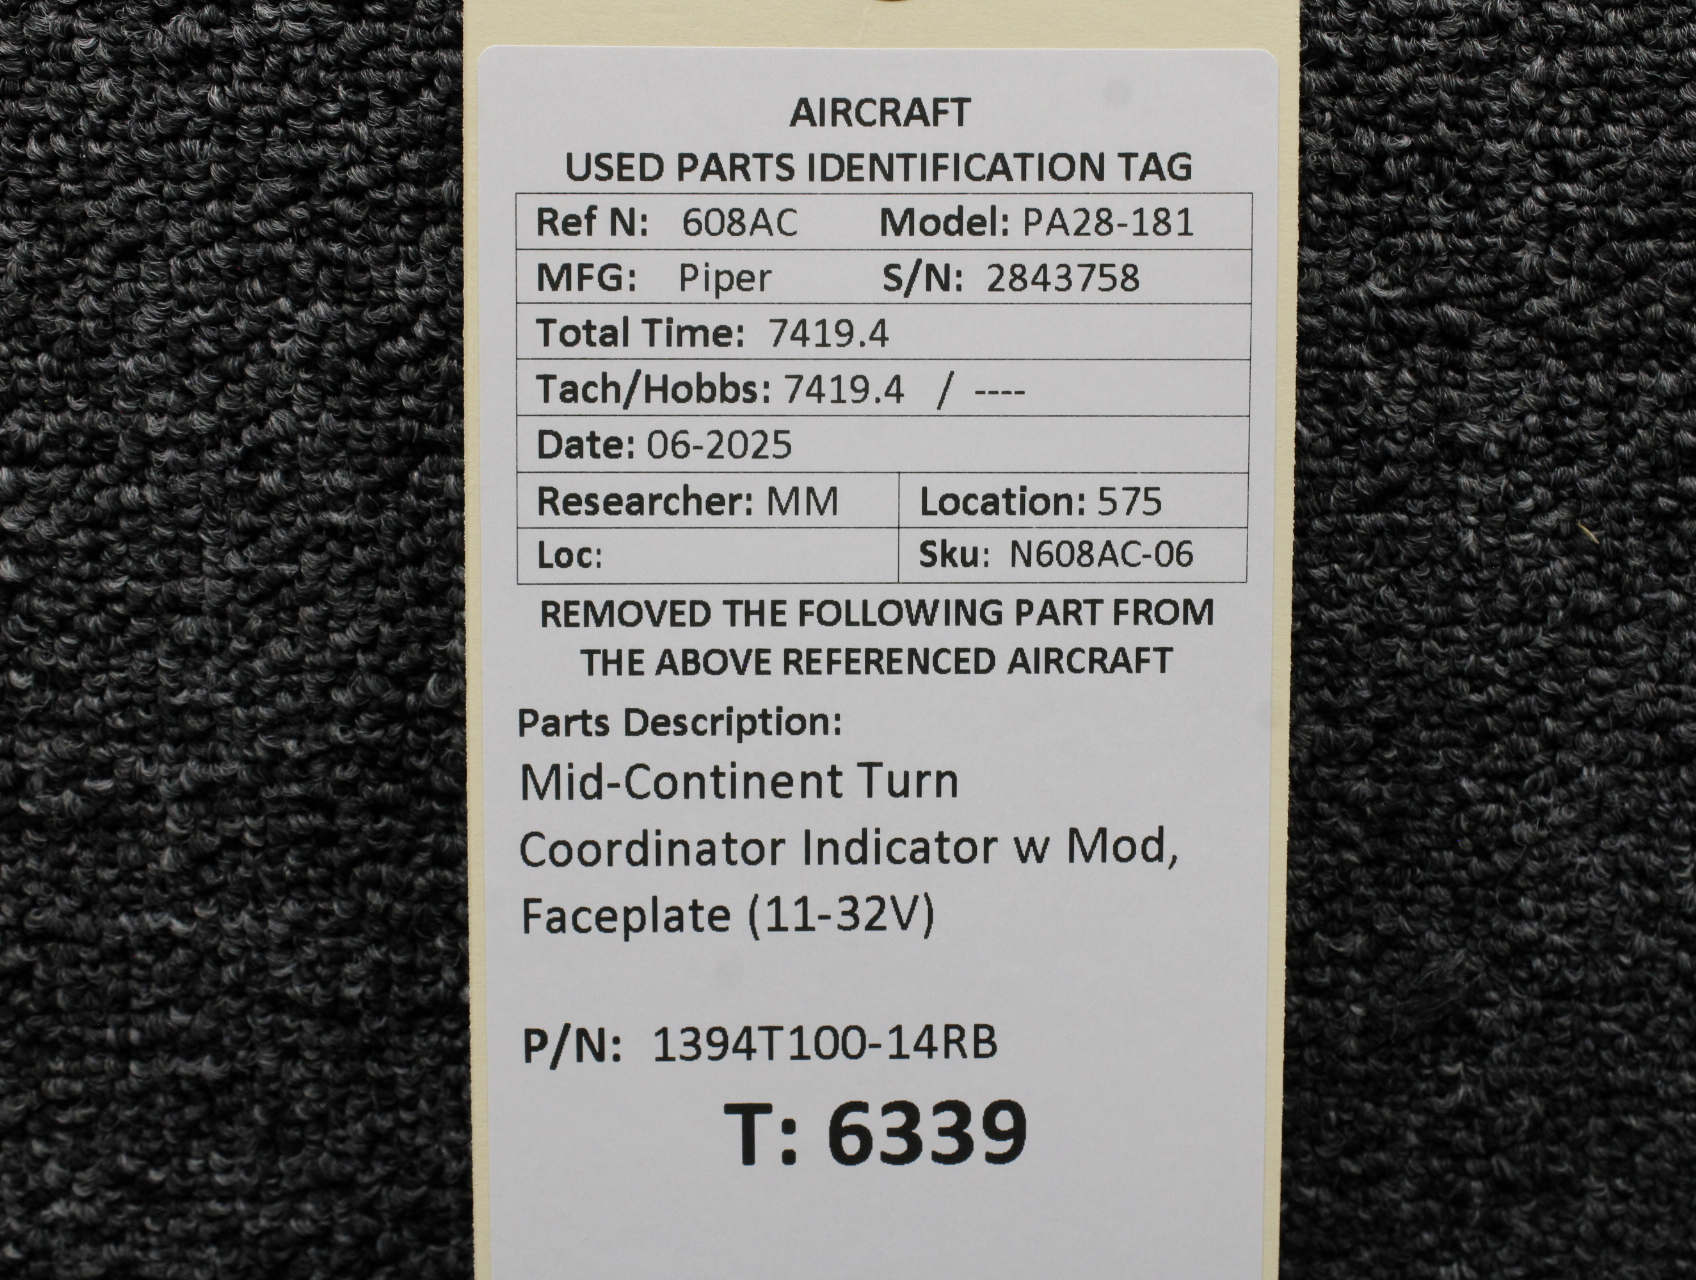 AIRCRAFT
USED PARTS IDENTIFICATION TAG
Ref N: 608AC Model: PA28-181
MFG: Piper S/N: 2843758
Total Time: 7419.4
Tach/Hobbs: 7419.4 / ----
Date: 06-2025
Researcher: MM Location: 575
Loc: Sku: N608AC-06
REMOVED THE FOLLOWING PART FROM
THE ABOVE REFERENCED AIRCRAFT
Parts Description:
Mid-Continent Turn
Coordinator Indicator w Mod,
Faceplate (11-32V)
P/N: 1394T100-14RB
T: 6339